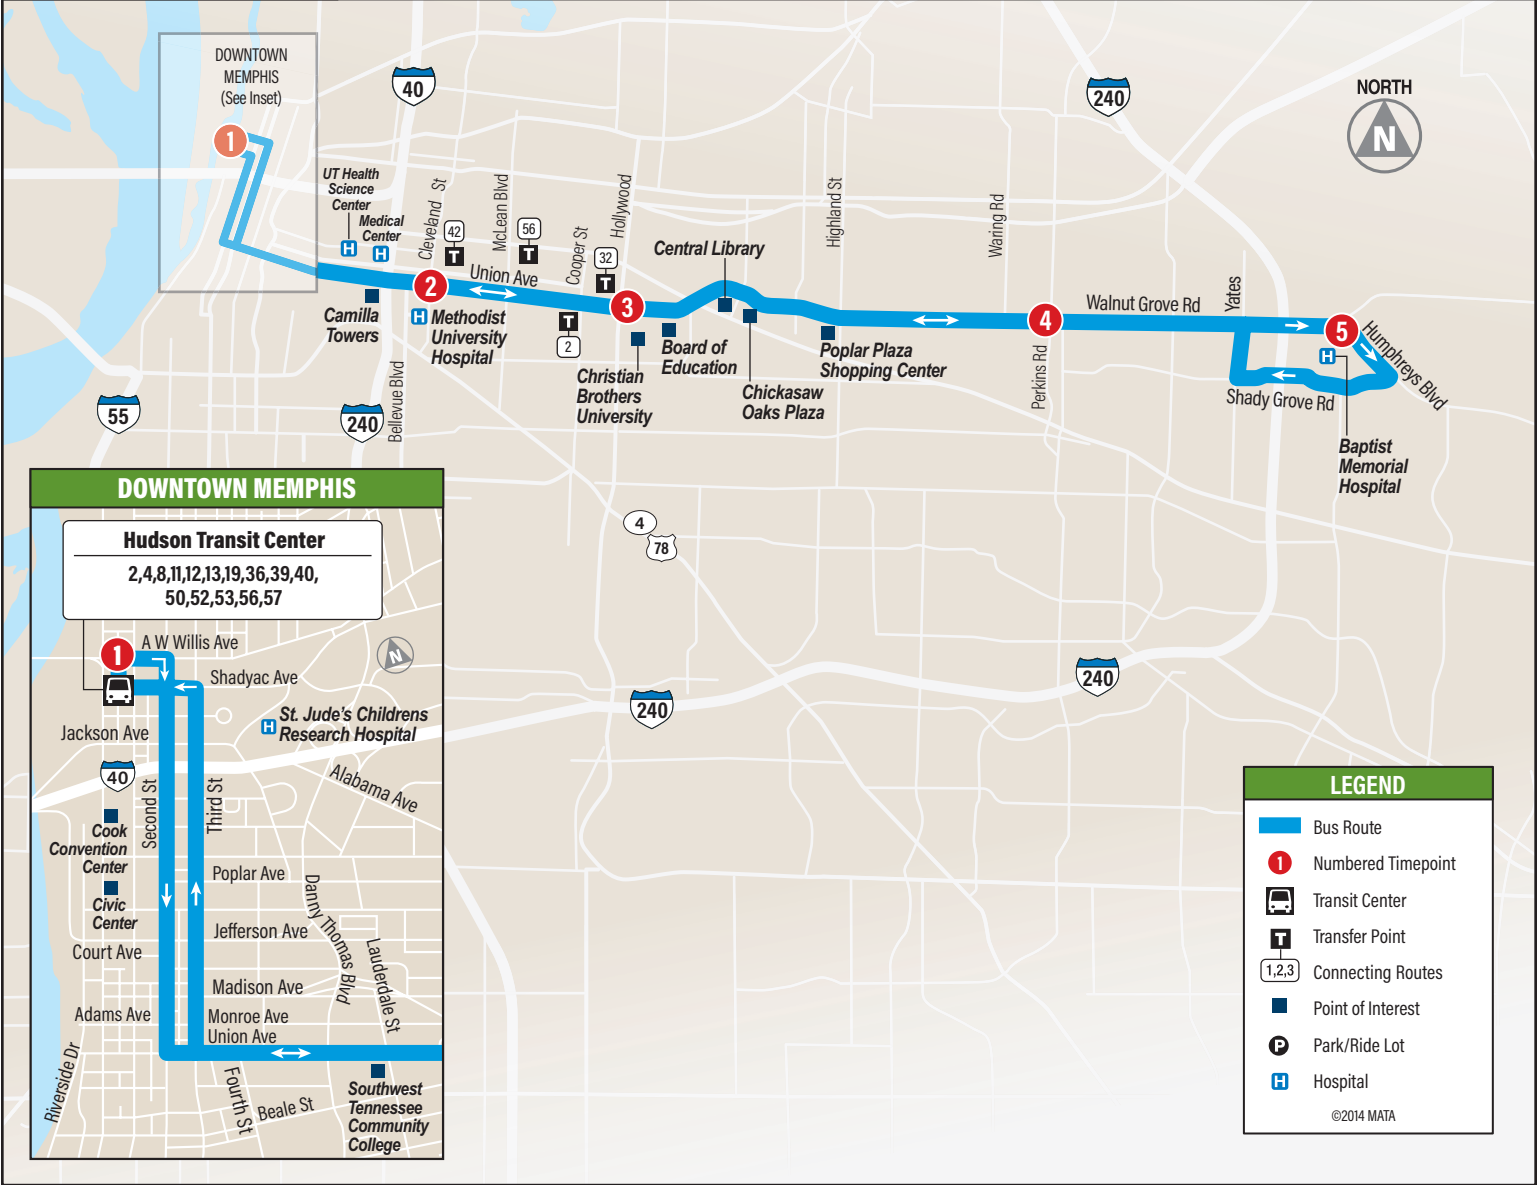 DOWNTOWN
MEMPHIS
(See Inset)
1
40
240
NORTH
N
UT Health
Science
Center
H
Medical
Center
H
Cleveland St
42
T
McLean Blvd
56
T
Cooper St
32
T
Hollywood
Highland St
Waring Rd
Central Library
Union Ave
2
3
4
5
Walnut Grove Rd
Yates
Humphreys Blvd
Camilla
Towers
H
Methodist
University
Hospital
T
2
Christian
Brothers
University
Board of
Education
Chickasaw
Oaks Plaza
Poplar Plaza
Shopping Center
Perkins Rd
H
Shady Grove Rd
Baptist
Memorial
Hospital
55
240
Bellevue Blvd
4
78
240
240
DOWNTOWN MEMPHIS
Hudson Transit Center
2,4,8,11,12,13,19,36,39,40,
50,52,53,56,57
1
A W Willis Ave
N
Shadyac Ave
H
St. Jude's Childrens
Research Hospital
Jackson Ave
40
Second St
Third St
Alabama Ave
Cook
Convention
Center
Poplar Ave
Civic
Center
Danny Thomas Blvd
Jefferson Ave
Lauderdale St
Court Ave
Madison Ave
Adams Ave
Monroe Ave
Union Ave
Riverside Dr
Fourth St
Beale St
Southwest
Tennessee
Community
College
LEGEND
Bus Route
1
Numbered Timepoint
Transit Center
T
Transfer Point
1,2,3
Connecting Routes
Point of Interest
P
Park/Ride Lot
H
Hospital
©2014 MATA